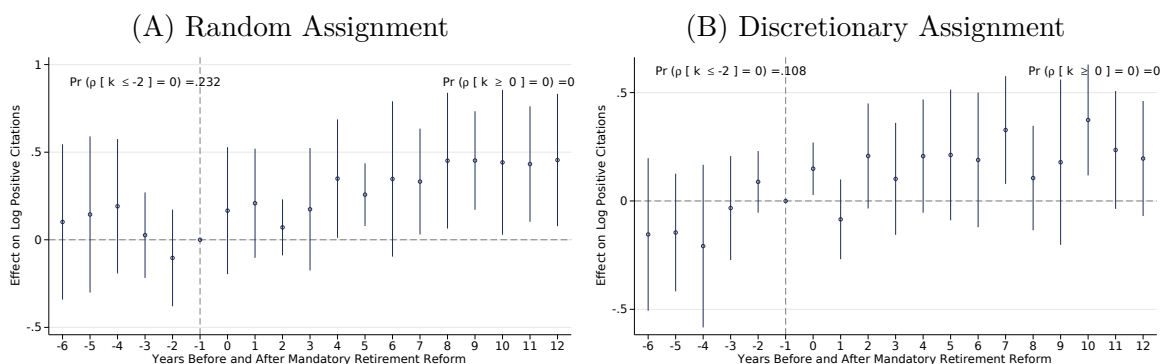 (A) Random Assignment
Pr (ρ [ k ≤ -2 ] = 0) =.232
Pr (ρ [ k ≥ 0 ] = 0) =0
Effect on Log Positive Citations
1
.5
0
-.5
-6 -5 -4 -3 -2 -1 0 1 2 3 4 5 6 7 8 9 10 11 12
Years Before and After Mandatory Retirement Reform
(B) Discretionary Assignment
Pr (ρ [ k ≤ -2 ] = 0) =.108
Pr (ρ [ k ≥ 0 ] = 0) =0
Effect on Log Positive Citations
.5
0
-.5
-6 -5 -4 -3 -2 -1 0 1 2 3 4 5 6 7 8 9 10 11 12
Years Before and After Mandatory Retirement Reform